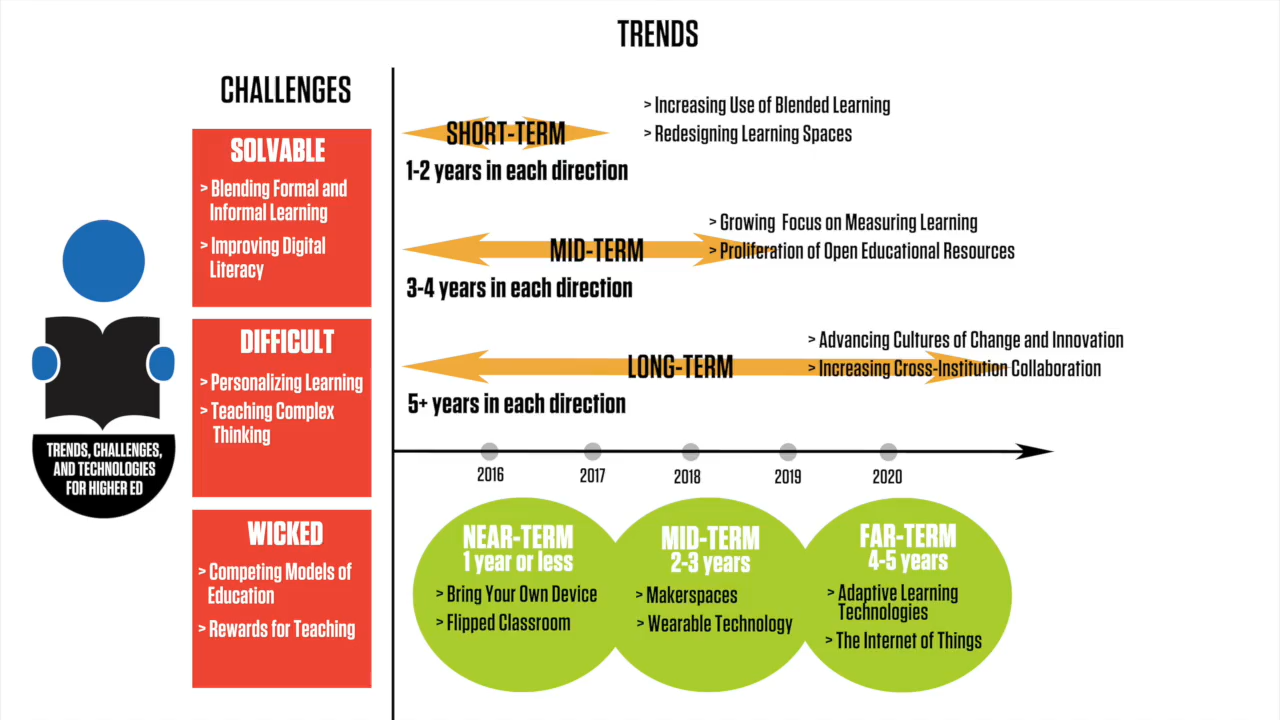 TRENDS
CHALLENGES
SOLVABLE
> Blending Formal and
Informal Learning
> Improving Digital
Literacy
DIFFICULT
> Personalizing Learning
> Teaching Complex
Thinking
WICKED
> Competing Models of
Education
> Rewards for Teaching
TRENDS, CHALLENGES,
AND TECHNOLOGIES
FOR HIGHER ED
SHORT-TERM
1-2 years in each direction
> Increasing Use of Blended Learning
> Redesigning Learning Spaces
MID-TERM
3-4 years in each direction
> Growing Focus on Measuring Learning
> Proliferation of Open Educational Resources
LONG-TERM
5+ years in each direction
> Advancing Cultures of Change and Innovation
> Increasing Cross-Institution Collaboration
2016 2017 2018 2019 2020
NEAR-TERM
1 year or less
> Bring Your Own Device
> Flipped Classroom
MID-TERM
2-3 years
> Makerspaces
> Wearable Technology
FAR-TERM
4-5 years
> Adaptive Learning
Technologies
> The Internet of Things